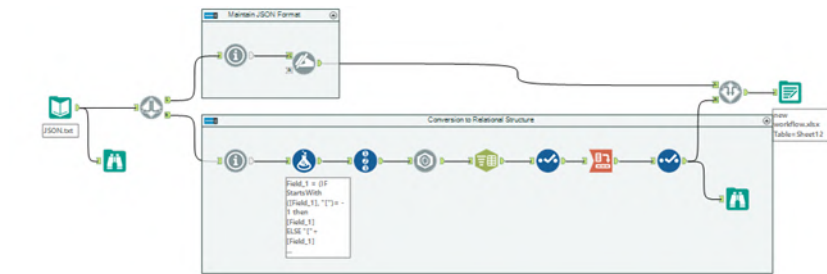 Maintain JSON Format
JSON.txt
Conversion to Relational Structure
new
workflow.xlsx
Table=Sheet12
Field_1 = (IF
StartsWith
([Field_1], "[")= -
1 then
[Field_1]
ELSE "[" +
[Field_1]
...